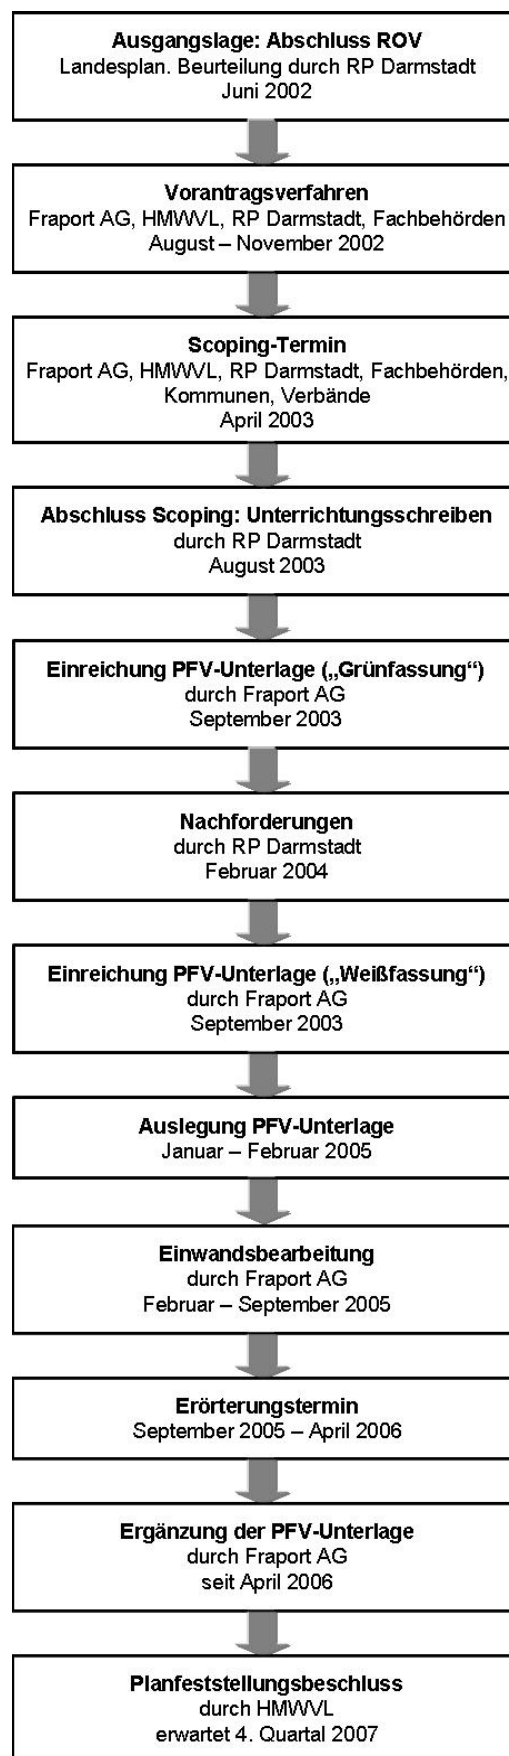 Ausgangslage: Abschluss ROV
Landesplan. Beurteilung durch RP Darmstadt
Juni 2002
Vorantragsverfahren
Fraport AG, HMWVL, RP Darmstadt, Fachbehörden
August – November 2002
Scoping-Termin
Fraport AG, HMWVL, RP Darmstadt, Fachbehörden,
Kommunen, Verbände
April 2003
Abschluss Scoping: Unterrichtungsschreiben
durch RP Darmstadt
August 2003
Einreichung PFV-Unterlage („Grünfassung“)
durch Fraport AG
September 2003
Nachforderungen
durch RP Darmstadt
Februar 2004
Einreichung PFV-Unterlage („Weißfassung“)
durch Fraport AG
September 2003
Auslegung PFV-Unterlage
Januar – Februar 2005
Einwandsbearbeitung
durch Fraport AG
Februar – September 2005
Erörterungstermin
September 2005 – April 2006
Ergänzung der PFV-Unterlage
durch Fraport AG
seit April 2006
Planfeststellungsbeschluss
durch HMWVL
erwartet 4. Quartal 2007